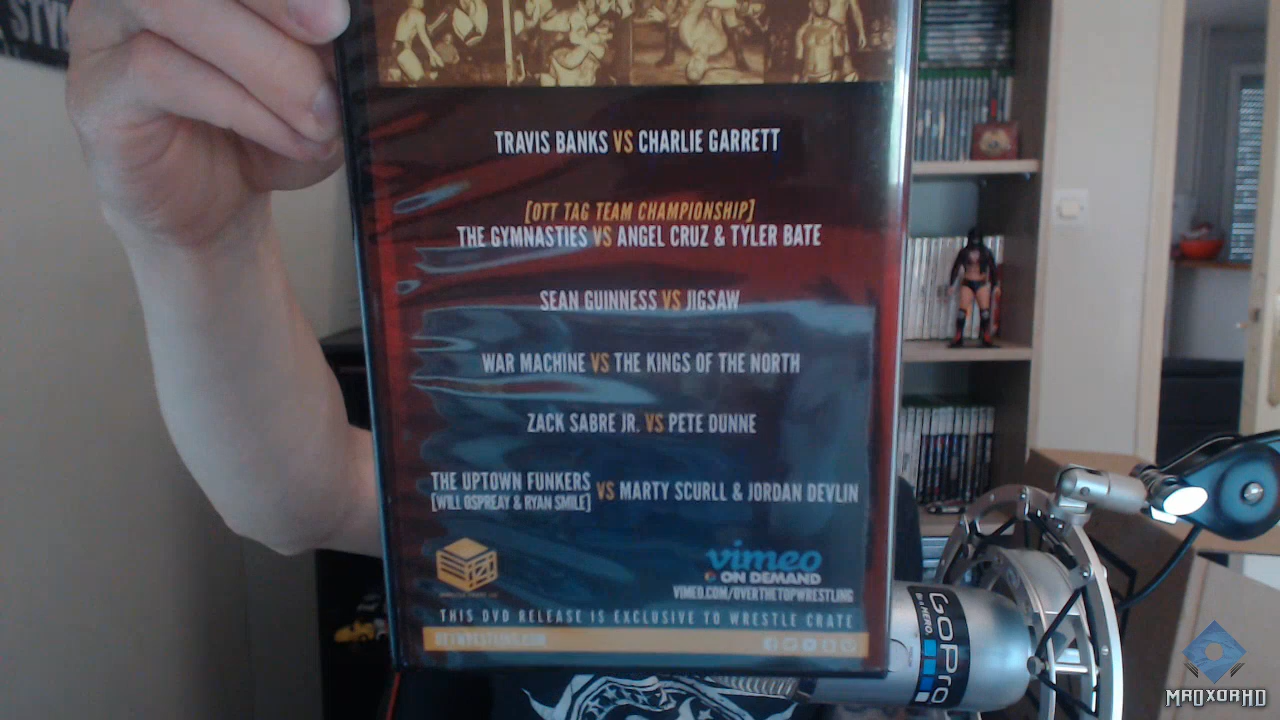 STY
TRAVIS BANKS VS CHARLIE GARRETT
[OTT TAG TEAM CHAMPIONSHIP]
THE GYMNASTIES VS ANGEL CRUZ & TYLER BATE
SEAN GUINNESS VS JIGSAW
WAR MACHINE VS THE KINGS OF THE NORTH
ZACK SABRE JR. VS PETE DUNNE
THE UPTOWN FUNKERS
[WILL OSPREAY & RYAN SMILE]
VS MARTY SCURLL & JORDAN DEVLIN
vimeo
ON DEMAND
VIMEO.COM/OVERTHETOPWRESTLING
THIS DVD RELEASE IS EXCLUSIVE TO WRESTLE CRATE
GoPro
Be a HERO.
MAOXORHD